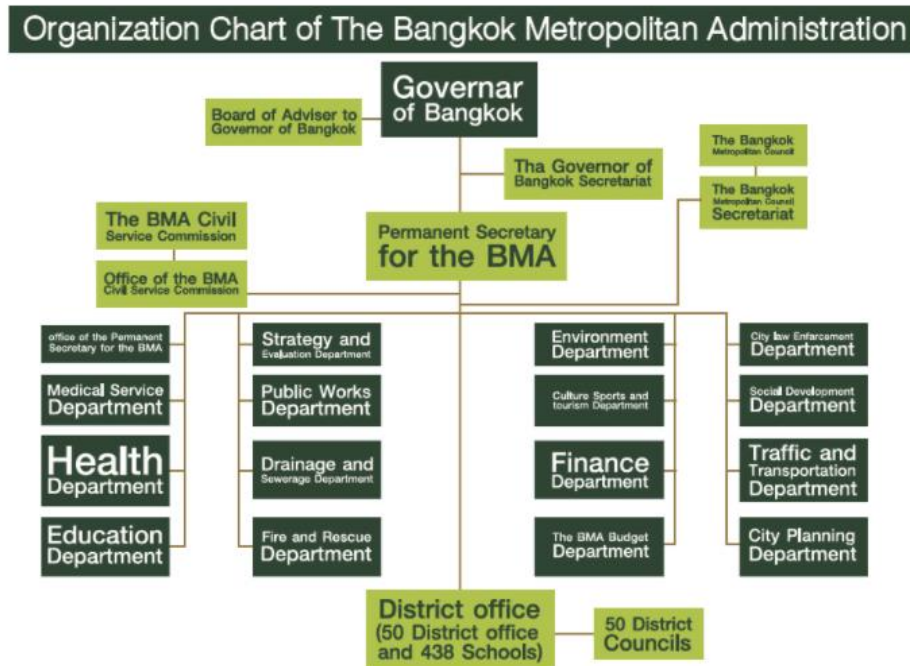 Organization Chart of The Bangkok Metropolitan Administration
Governar
of Bangkok
Board of Adviser to
Governor of Bangkok
Tha Governor of
Bangkok Secretariat
The Bangkok
Metropolitan Council
The Bangkok
Metropolitan Council
Secretariat
The BMA Civil
Service Commission
Permanent Secretary
for the BMA
Office of the BMA
Civil Service Commission
office of the Permanent
Secretary for the BMA
Medical Service
Department
Health
Department
Education
Department
Strategy and
Evaluation Department
Public Works
Department
Drainage and
Sewerage Department
Fire and Rescue
Department
Environment
Department
Culture Sports and
tourism Department
Finance
Department
The BMA Budget
Department
City law Enfarcement
Department
Social Development
Department
Traffic and
Transportation
Department
City Planning
Department
District office
(50 District office
and 438 Schools)
50 District
Councils